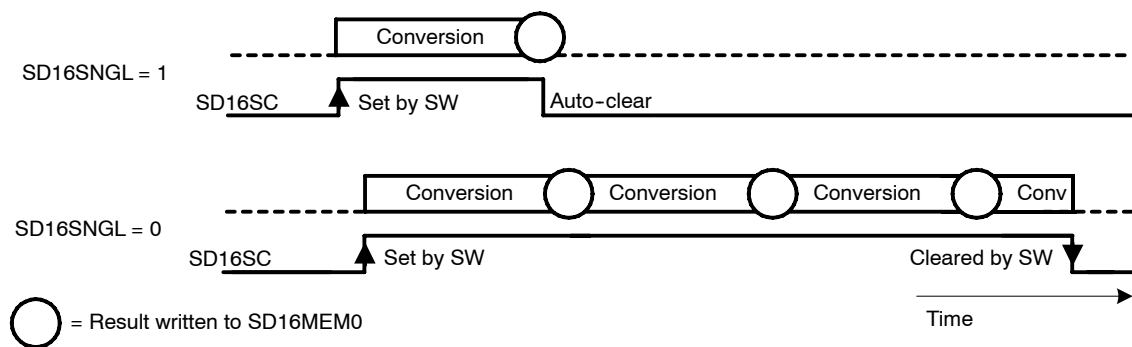 Conversion
SD16SNGL = 1
SD16SC
Set by SW
Auto-clear
Conversion Conversion Conversion Conv
SD16SNGL = 0
SD16SC
Set by SW
Cleared by SW
= Result written to SD16MEM0
Time